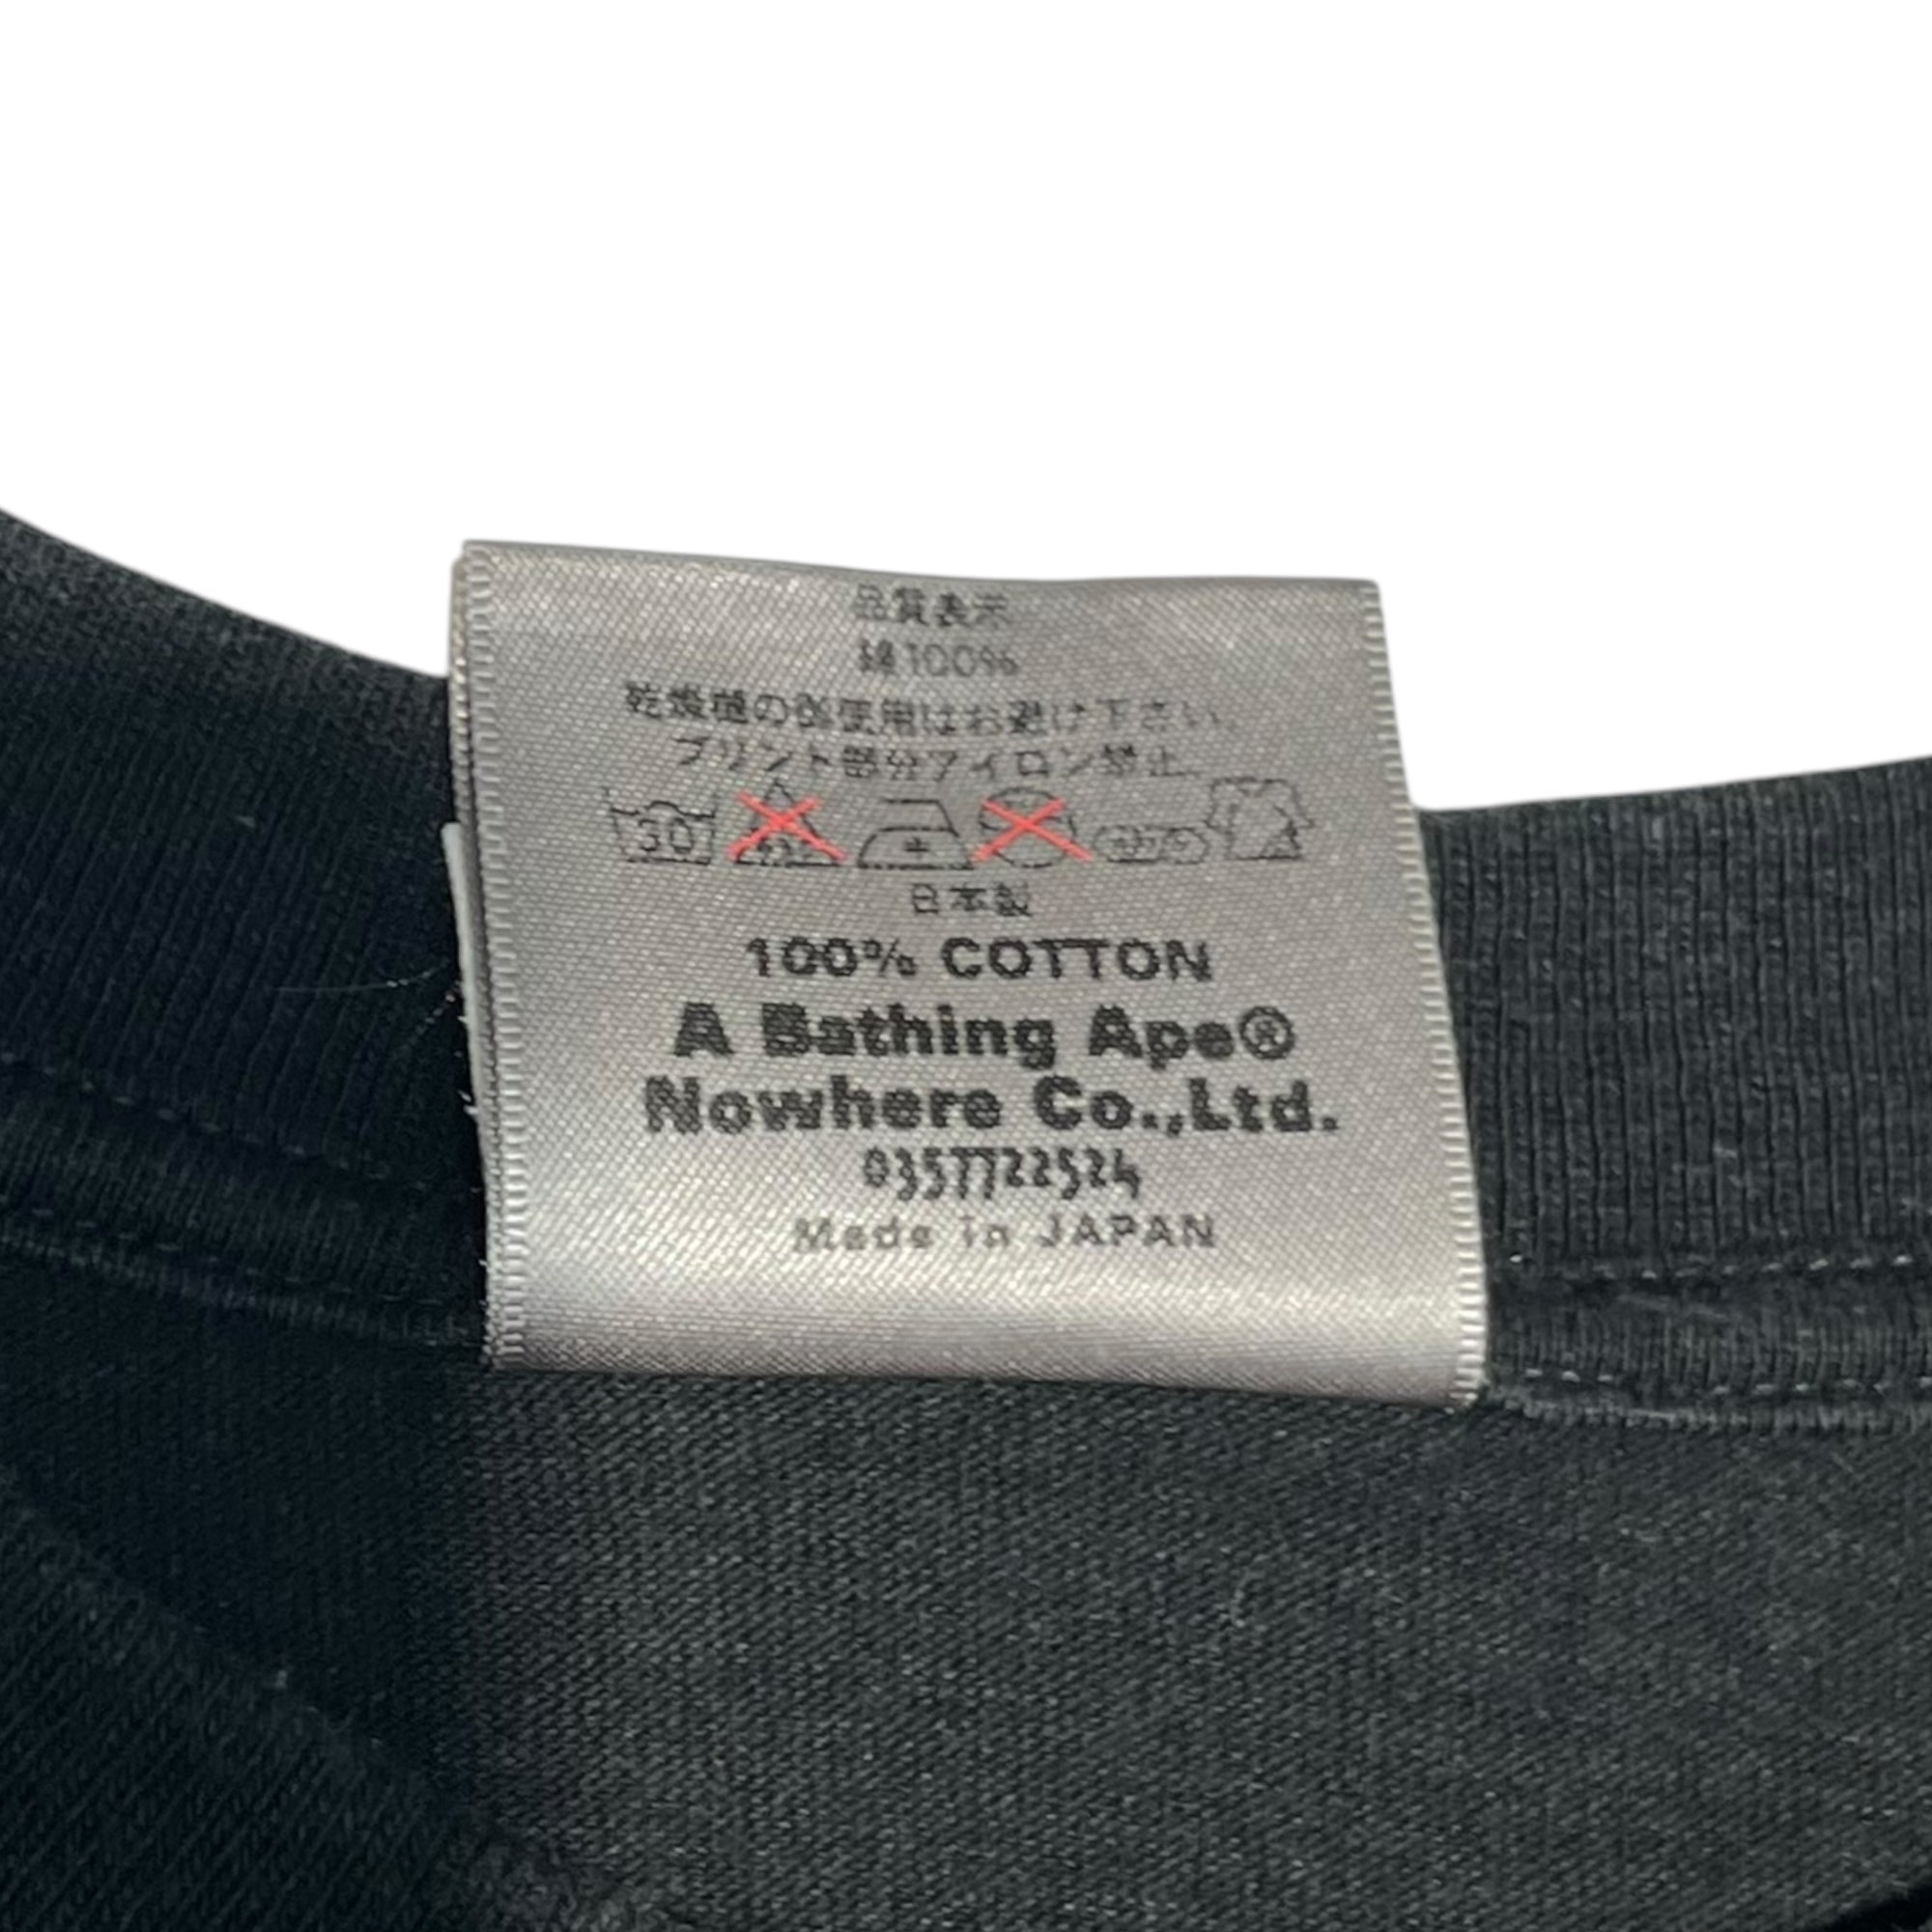 品質表示
綿100%
乾燥機の御使用はお避け下さい。
プリント部分アイロン禁止
30
日本製
100% COTTON
A Bathing Ape®
Nowhere Co.,Ltd.
0357722524
Made in JAPAN